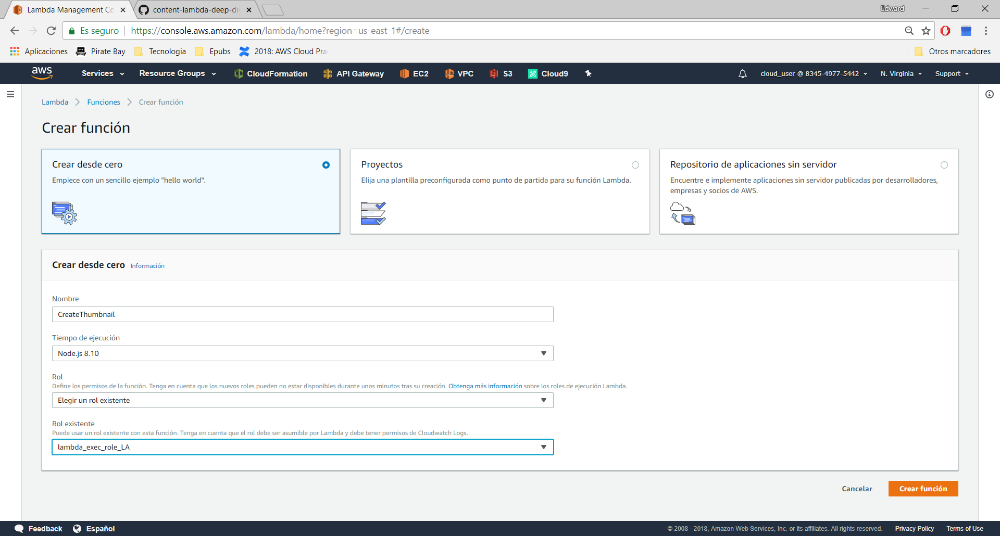 Lambda Management Co
content-lambda-deep-di
Edward
Es seguro
https://console.aws.amazon.com/lambda/home?region=us-east-1#/create
Aplicaciones
Pirate Bay
Tecnologia
Epubs
2018: AWS Cloud Pra
Otros marcadores
aws
Services
Resource Groups
CloudFormation
API Gateway
EC2
VPC
S3
Cloud9
cloud_user @ 8345-4977-5442
N. Virginia
Support
Lambda
Funciones
Crear función
Crear función
Crear desde cero
Empiece con un sencillo ejemplo "hello world".
Proyectos
Elija una plantilla preconfigurada como punto de partida para su función Lambda.
Repositorio de aplicaciones sin servidor
Encuentre e implemente aplicaciones sin servidor publicadas por desarrolladores,
empresas y socios de AWS.
Crear desde cero Información
Nombre
CreateThumbnail
Tiempo de ejecución
Node.js 8.10
Rol
Define los permisos de la función. Tenga en cuenta que los nuevos roles pueden no estar disponibles durante unos minutos tras su creación. Obtenga más información sobre los roles de ejecución Lambda.
Elegir un rol existente
Rol existente
Puede usar un rol existente con esta función. Tenga en cuenta que el rol debe ser asumible por Lambda y debe tener permisos de Cloudwatch Logs.
lambda_exec_role_LA
Cancelar
Crear función
Feedback
Español
© 2008 - 2018, Amazon Web Services, Inc. or its affiliates. All rights reserved.
Privacy Policy
Terms of Use